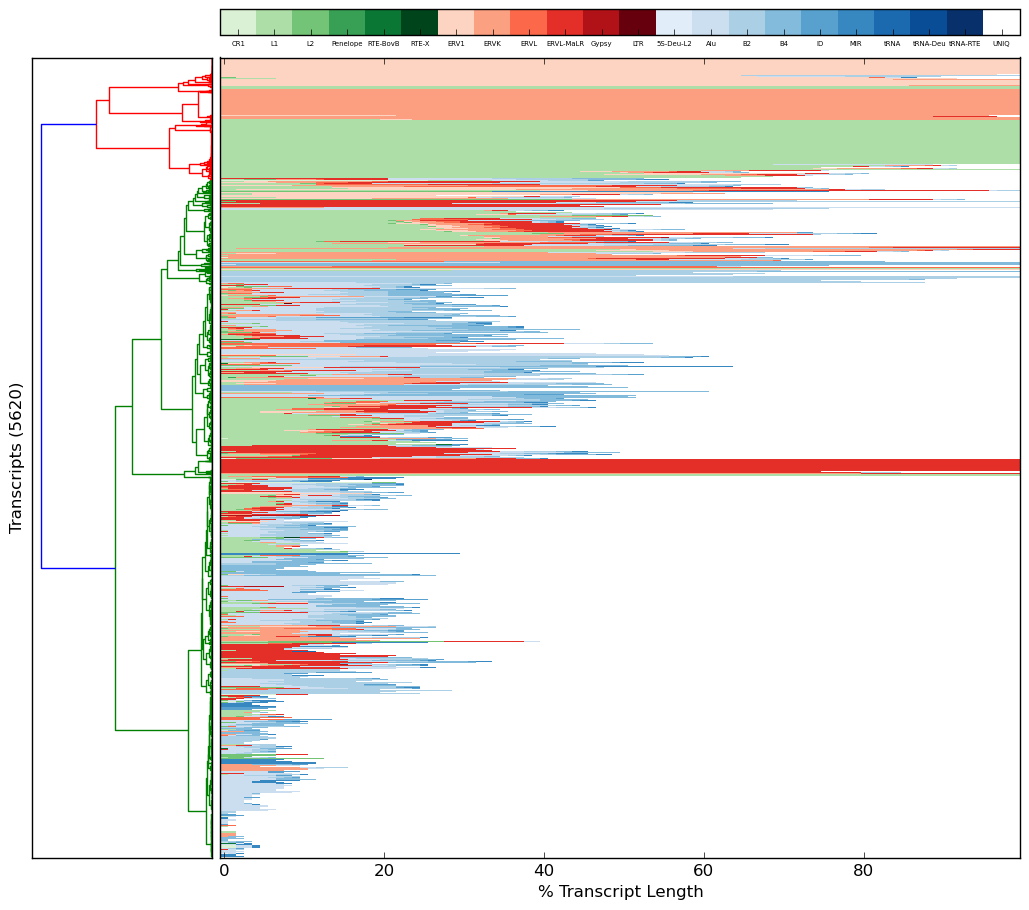 CR1 L1 L2 Penelope RTE-BovB RTE-X ERV1 ERVK ERVL ERVL-MaLR Gypsy LTR 5S-Deu-L2 Alu B2 B4 ID MIR tRNA tRNA-Deu tRNA-RTE UNIQ
Transcripts (5620)
0 20 40 60 80
% Transcript Length